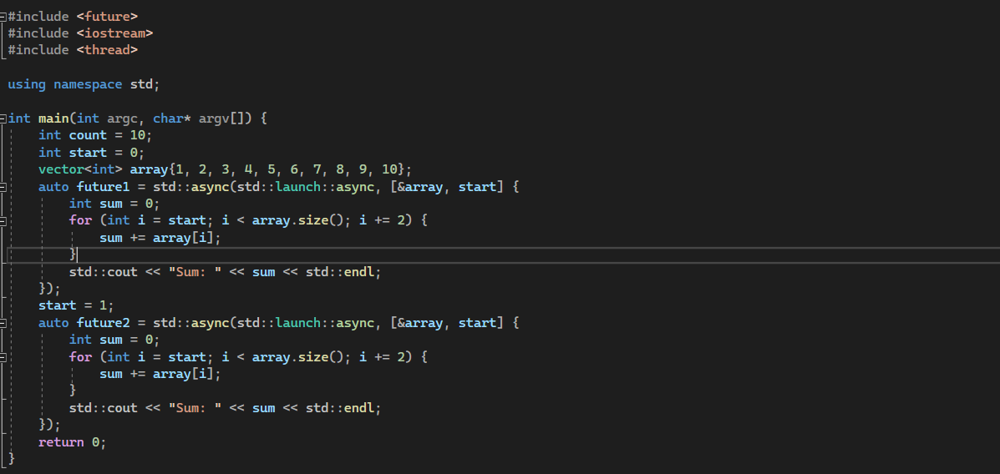 #include <future>
#include <iostream>
#include <thread>
using namespace std;
int main(int argc, char* argv[]) {
    int count = 10;
    int start = 0;
    vector<int> array{1, 2, 3, 4, 5, 6, 7, 8, 9, 10};
    auto future1 = std::async(std::launch::async, [&array, start] {
        int sum = 0;
        for (int i = start; i < array.size(); i += 2) {
            sum += array[i];
        }
        std::cout << "Sum: " << sum << std::endl;
    });
    start = 1;
    auto future2 = std::async(std::launch::async, [&array, start] {
        int sum = 0;
        for (int i = start; i < array.size(); i += 2) {
            sum += array[i];
        }
        std::cout << "Sum: " << sum << std::endl;
    });
    return 0;
}